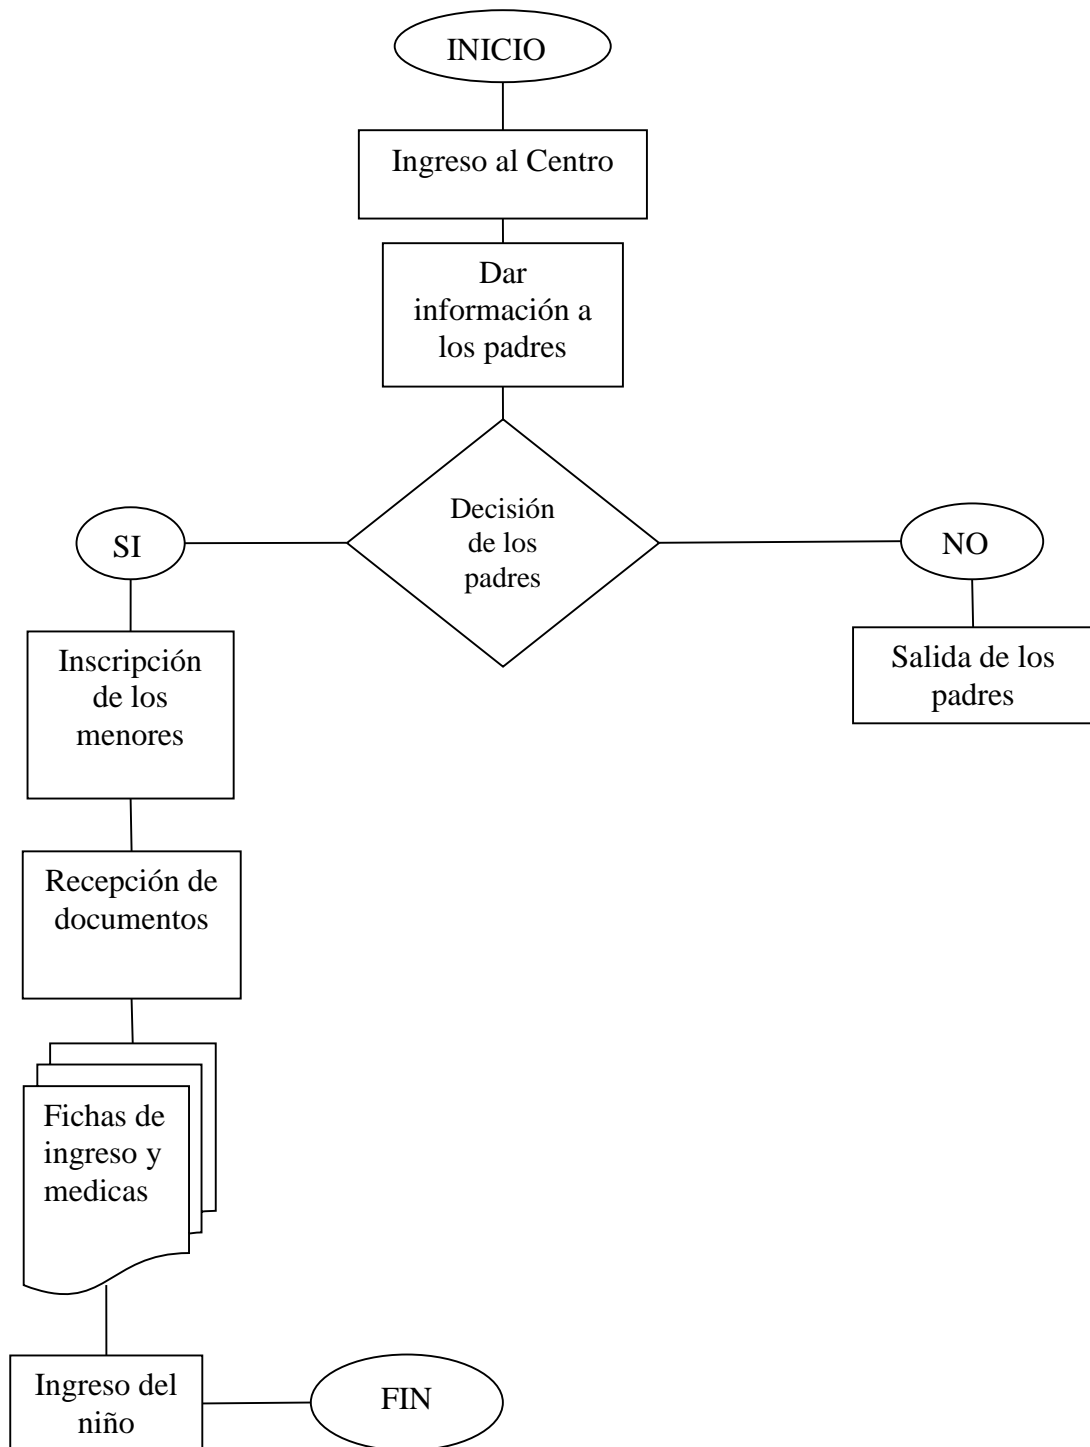 INICIO
Ingreso al Centro
Dar
información a
los padres
Decisión
de los
padres
SI
NO
Inscripción
de los
menores
Salida de los
padres
Recepción de
documentos
Fichas de
ingreso y
medicas
Ingreso del
niño
FIN